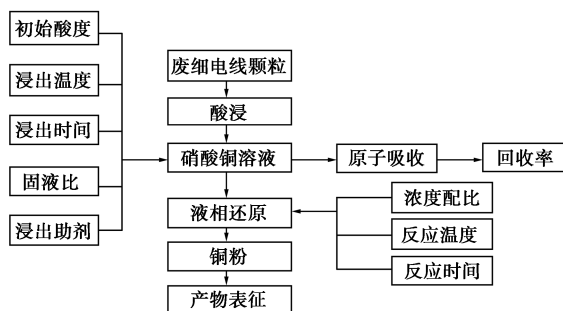 初始酸度
浸出温度
浸出时间
固液比
浸出助剂
废细电线颗粒
酸浸
硝酸铜溶液
液相还原
铜粉
产物表征
原子吸收
回收率
浓度配比
反应温度
反应时间